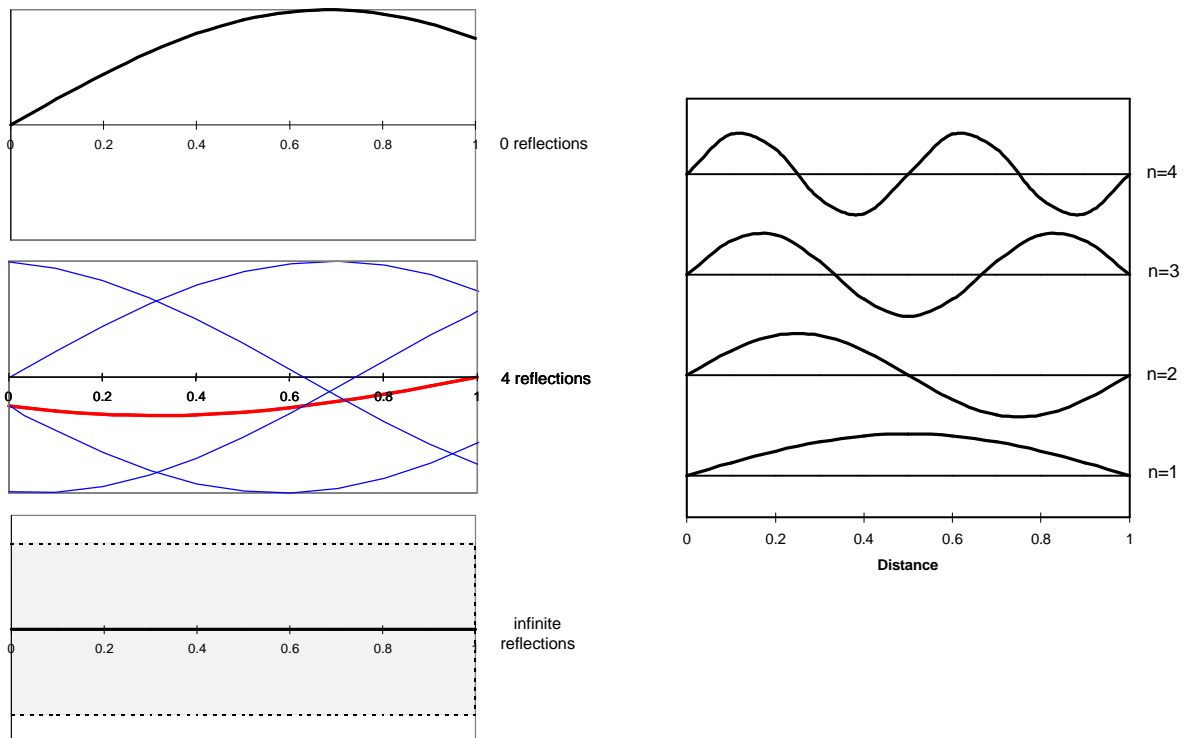 0 0.2 0.4 0.6 0.8 1
0 reflections
0 0.2 0.4 0.6 0.8 1
4 reflections
0 0.2 0.4 0.6 0.8 1
infinite
reflections
n=4
n=3
n=2
n=1
0 0.2 0.4 0.6 0.8 1
Distance